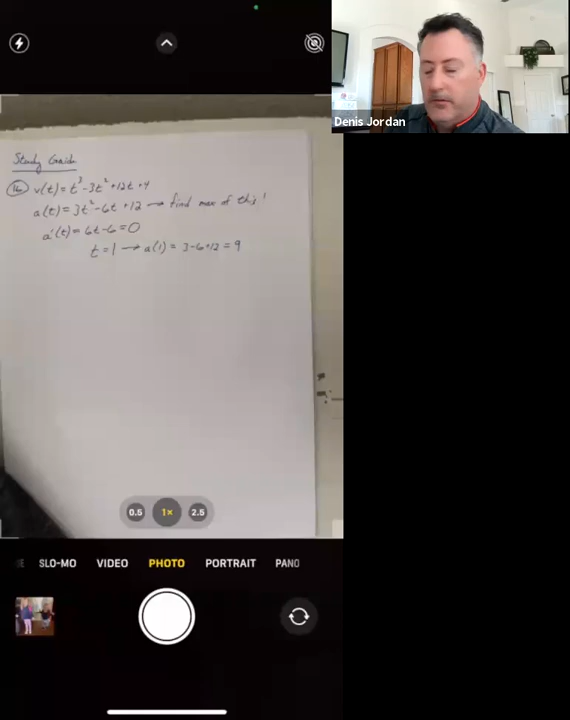 Denis Jordan
Study Guide
16 v(t) = t³ - 3t² + 12t + 4
a(t) = 3t² - 6t + 12 → find max of this!
a'(t) = 6t - 6 = 0
t = 1 → a(1) = 3 - 6 + 12 = 9
0.5 1× 2.5
SLO-MO VIDEO PHOTO PORTRAIT PANO